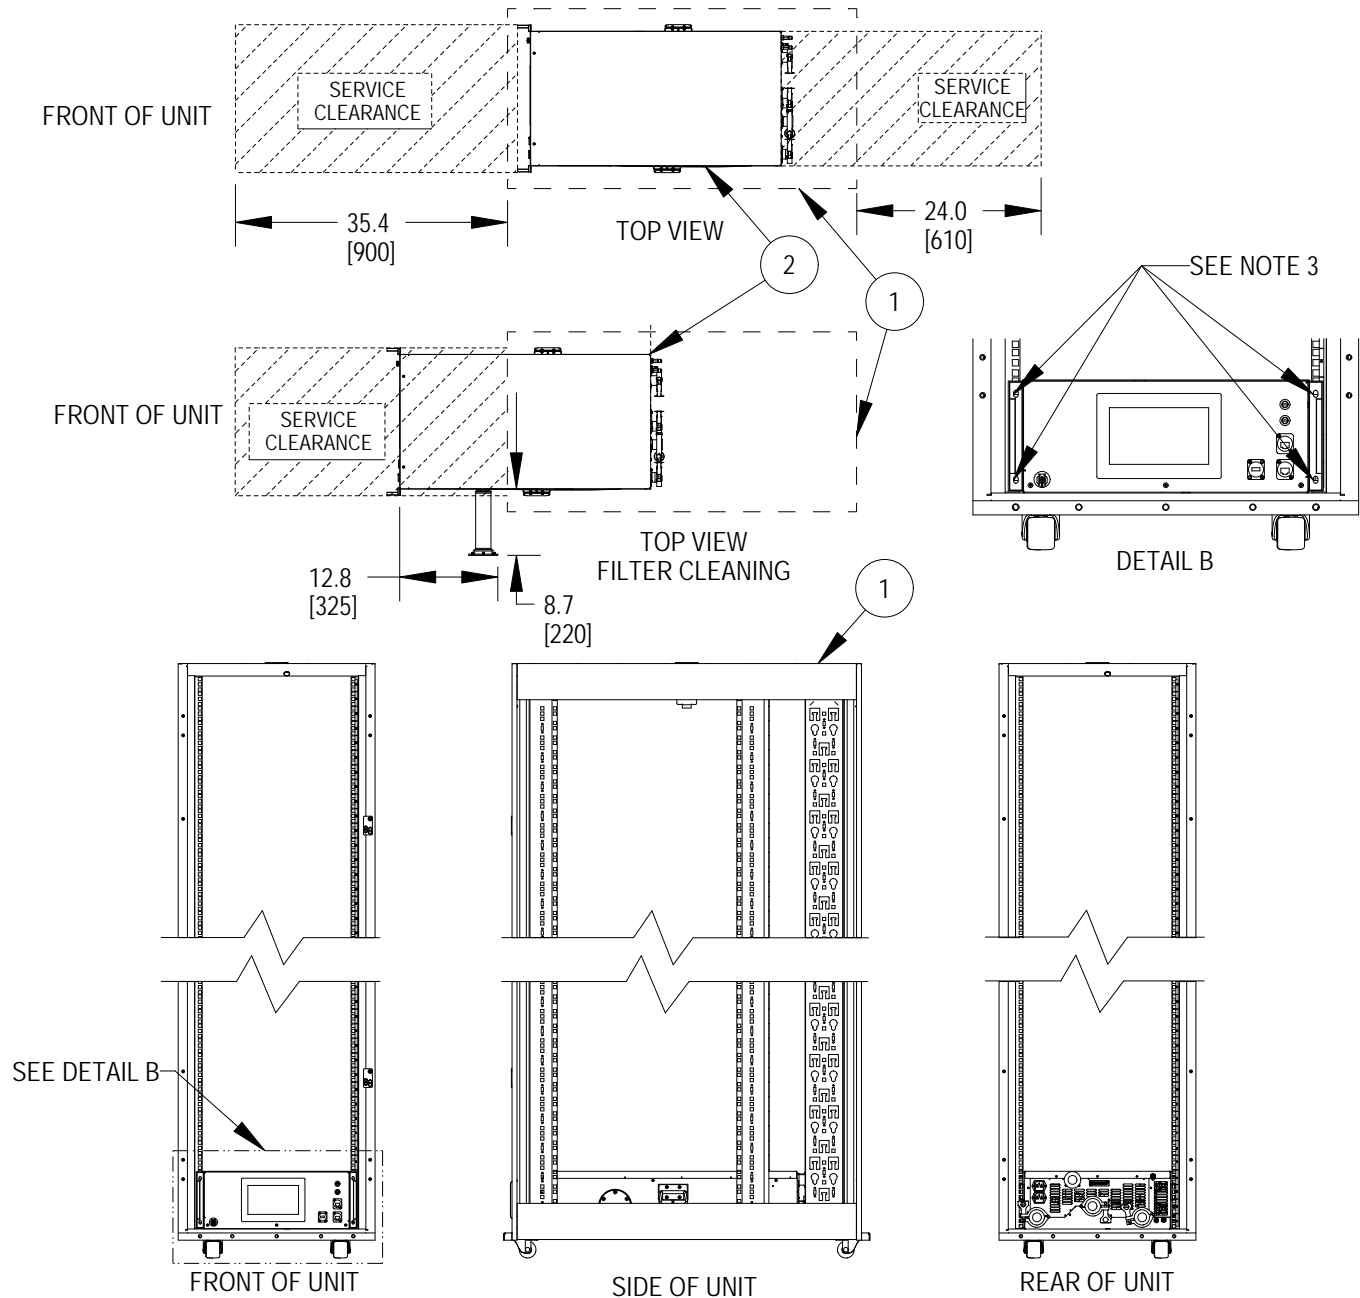 SERVICE
CLEARANCE
SERVICE
CLEARANCE
FRONT OF UNIT
35.4
[900]
TOP VIEW
24.0
[610]
2
1
SEE NOTE 3
FRONT OF UNIT
SERVICE
CLEARANCE
TOP VIEW
FILTER CLEANING
DETAIL B
12.8
[325]
8.7
[220]
1
SEE DETAIL B
FRONT OF UNIT
SIDE OF UNIT
REAR OF UNIT